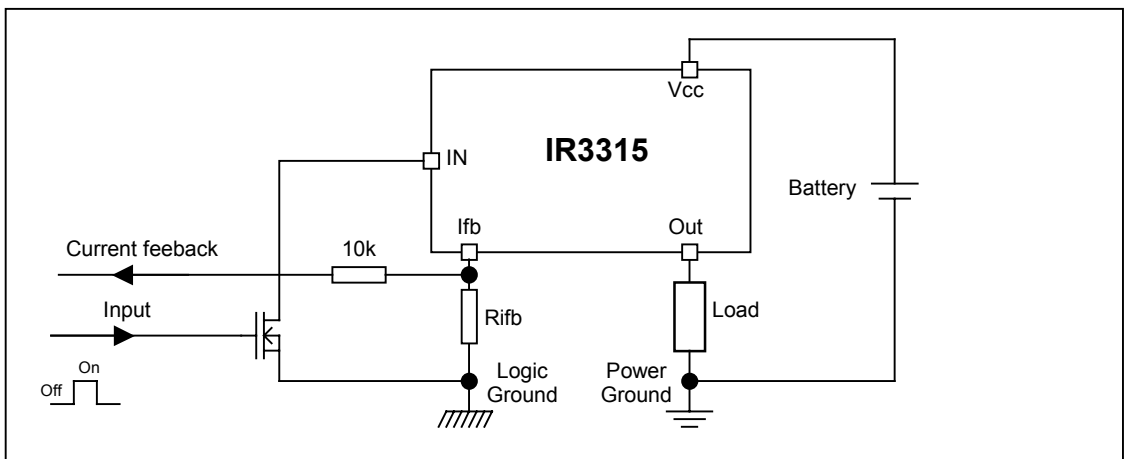 Vcc
IR3315
IN
Battery
Ifb
Out
Current feeback
10k
Input
Rifb
Load
On
Off
Logic
Ground
Power
Ground